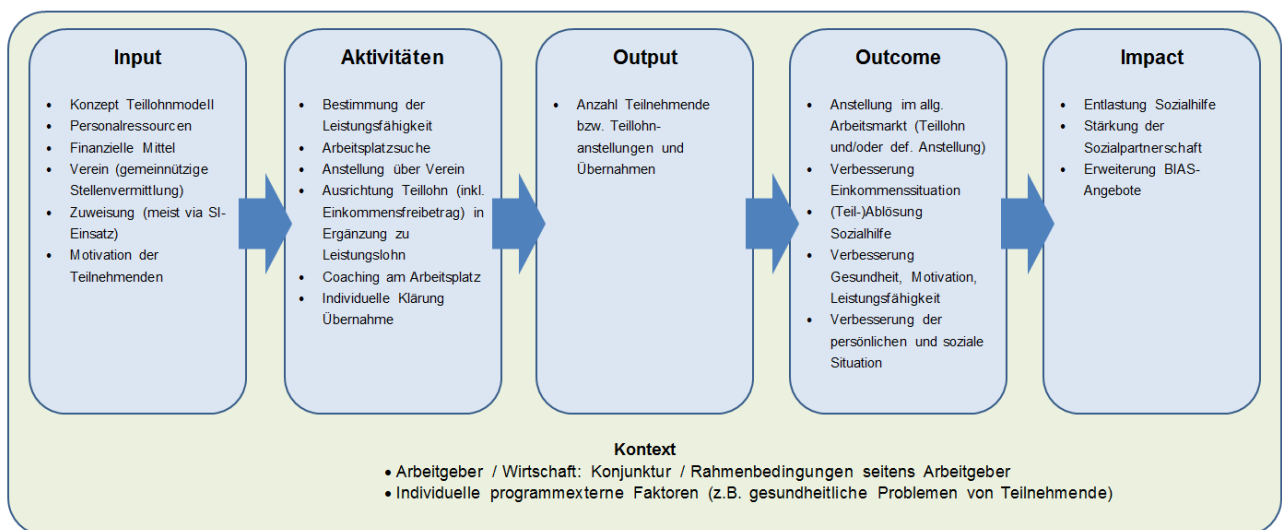 Input
• Konzept Teillohnmodell
• Personalressourcen
• Finanzielle Mittel
• Verein (gemeinnützige
Stellenvermittlung)
• Zuweisung (meist via SI-
Einsatz)
• Motivation der
Teilnehmenden
Aktivitäten
• Bestimmung der
Leistungsfähigkeit
• Arbeitsplatzsuche
• Anstellung über Verein
• Ausrichtung Teillohn (inkl.
Einkommensfreibetrag) in
Ergänzung zu
Leistungslohn
• Coaching am Arbeitsplatz
• Individuelle Klärung
Übernahme
Output
• Anzahl Teilnehmende
bzw. Teillohn-
anstellungen und
Übernahmen
Outcome
• Anstellung im allg.
Arbeitsmarkt (Teillohn
und/oder def. Anstellung)
• Verbesserung
Einkommenssituation
• (Teil-)Ablösung
Sozialhilfe
• Verbesserung
Gesundheit, Motivation,
Leistungsfähigkeit
• Verbesserung der
persönlichen und soziale
Situation
Impact
• Entlastung Sozialhilfe
• Stärkung der
Sozialpartnerschaft
• Erweiterung BIAS-
Angebote
Kontext
• Arbeitgeber / Wirtschaft: Konjunktur / Rahmenbedingungen seitens Arbeitgeber
• Individuelle programmexterne Faktoren (z.B. gesundheitliche Problemen von Teilnehmende)